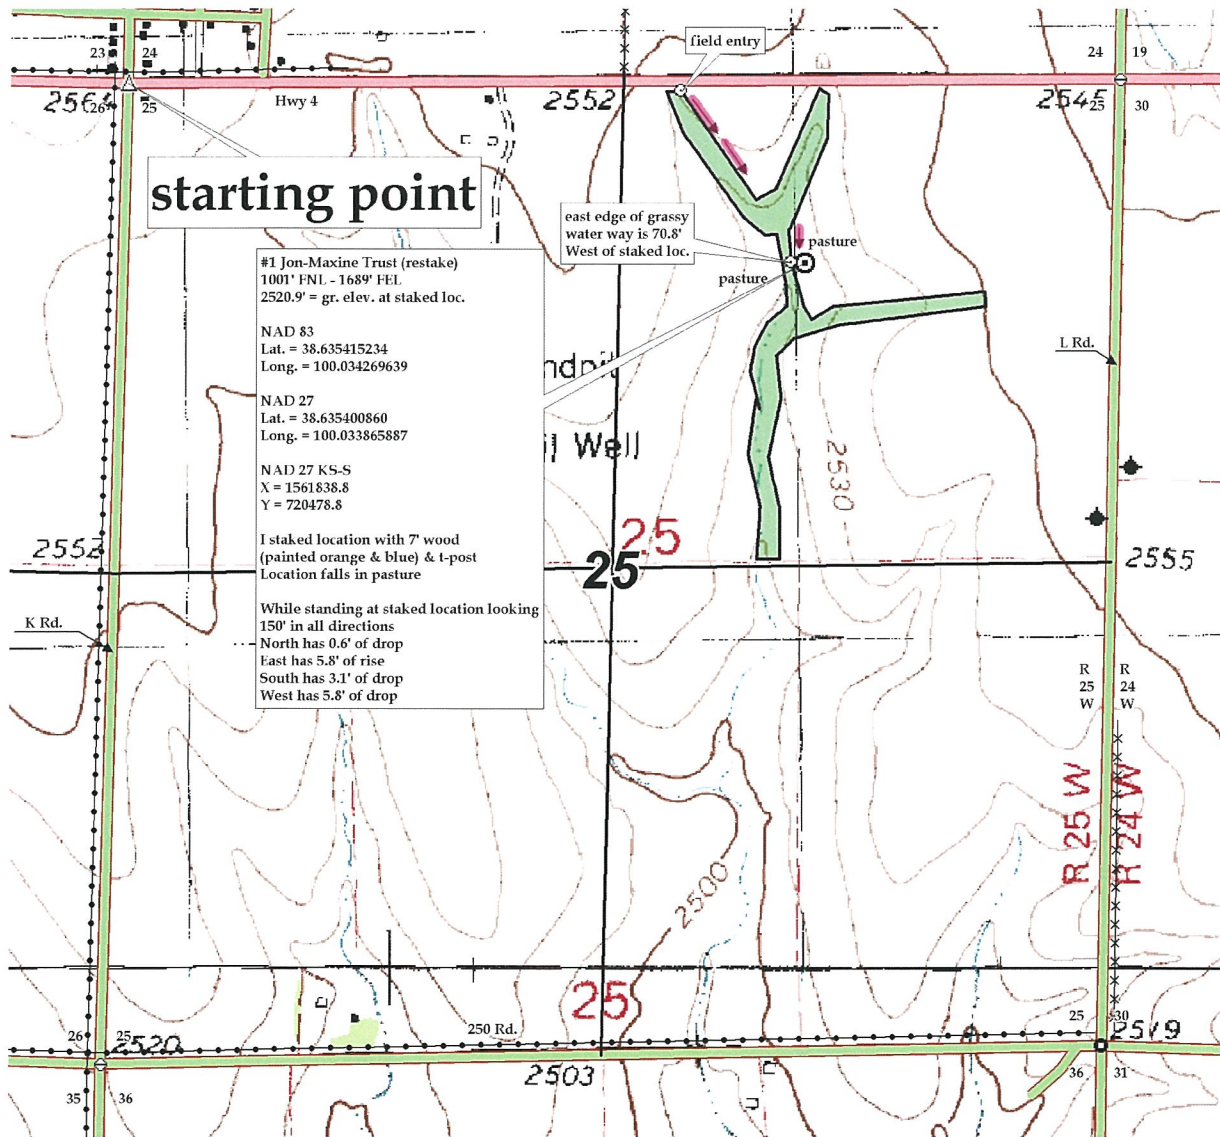 23
24
24
19
field entry
2552
Hwy 4
26
25
2545
25
30
starting point
east edge of grassy
water way is 70.8'
West of staked loc.
pasture
pasture
#1 Jon-Maxine Trust (restake)
1001' FNL - 1689' FEL
2520.9' = gr. elev. at staked loc.
NAD 83
Lat. = 38.635415234
Long. = 100.034269639
NAD 27
Lat. = 38.635400860
Long. = 100.033865887
NAD 27 KS-S
X = 1561838.8
Y = 720478.8
I staked location with 7' wood
(painted orange & blue) & t-post
Location falls in pasture
While standing at staked location looking
150' in all directions
North has 0.6' of drop
East has 5.8' of rise
South has 3.1' of drop
West has 5.8' of drop
L Rd.
Well
2530
25
25
2552
2555
K Rd.
R
25
W
R
24
W
R 25 W
R 24 W
2500
25
26
25
2520
250 Rd.
2503
25
30
2519
35
36
36
31